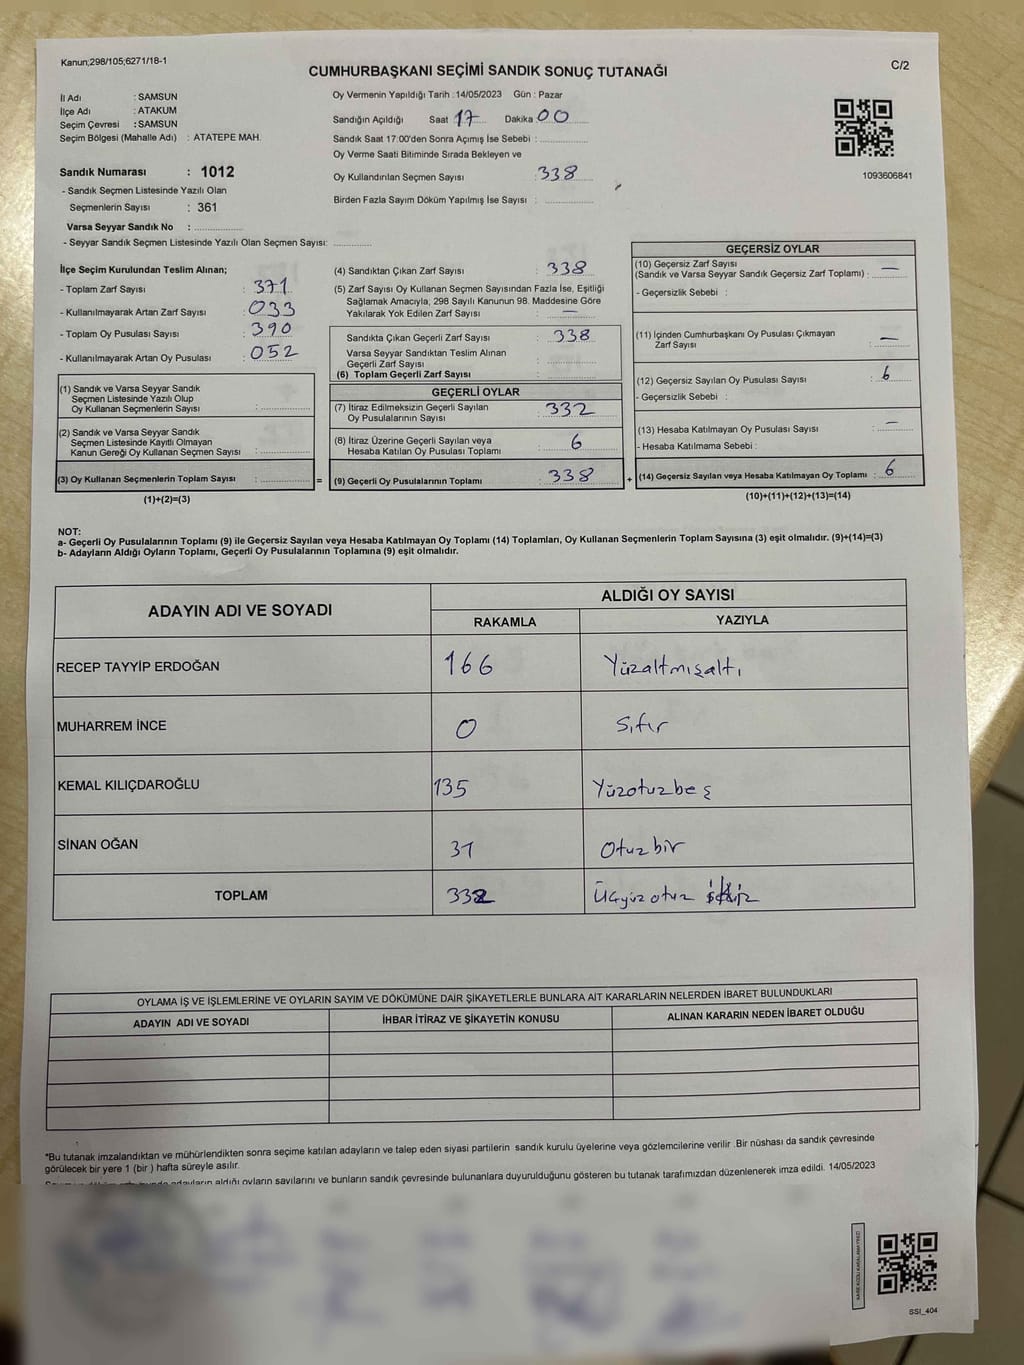 Kanun;298/105;6271/18-1
C/2
CUMHURBAŞKANI SEÇİMİ SANDIK SONUÇ TUTANAĞI
İl Adı : SAMSUN
İlçe Adı : ATAKUM
Seçim Çevresi : SAMSUN
Seçim Bölgesi (Mahalle Adı) : ATATEPE MAH.
Oy Vermenin Yapıldığı Tarih : 14/05/2023 Gün : Pazar
Sandığın Açıldığı Saat 17 Dakika 00
Sandık Saat 17:00'den Sonra Açılmış İse Sebebi :
Oy Verme Saati Bitiminde Sırada Bekleyen ve
Oy Kullandırılan Seçmen Sayısı : 338
Birden Fazla Sayım Döküm Yapılmış İse Sayısı :
1093606841
Sandık Numarası : 1012
- Sandık Seçmen Listesinde Yazılı Olan
Seçmenlerin Sayısı : 361
Varsa Seyyar Sandık No :
- Seyyar Sandık Seçmen Listesinde Yazılı Olan Seçmen Sayısı:
İlçe Seçim Kurulundan Teslim Alınan;
- Toplam Zarf Sayısı : 371
- Kullanılmayarak Artan Zarf Sayısı : 033
- Toplam Oy Pusulası Sayısı : 390
- Kullanılmayarak Artan Oy Pusulası : 052
(1) Sandık ve Varsa Seyyar Sandık
Seçmen Listesinde Yazılı Olup
Oy Kullanan Seçmenlerin Sayısı :
(2) Sandık ve Varsa Seyyar Sandık
Seçmen Listesinde Kayıtlı Olmayan
Kanun Gereği Oy Kullanan Seçmen Sayısı :
(3) Oy Kullanan Seçmenlerin Toplam Sayısı : =
(1)+(2)=(3)
(4) Sandıktan Çıkan Zarf Sayısı : 338
(5) Zarf Sayısı Oy Kullanan Seçmen Sayısından Fazla İse, Eşitliği
Sağlamak Amacıyla; 298 Sayılı Kanunun 98. Maddesine Göre
Yakılarak Yok Edilen Zarf Sayısı : —
Sandıkta Çıkan Geçerli Zarf Sayısı : 338
Varsa Seyyar Sandıktan Teslim Alınan
Geçerli Zarf Sayısı :
(6) Toplam Geçerli Zarf Sayısı :
GEÇERLİ OYLAR
(7) İtiraz Edilmeksizin Geçerli Sayılan
Oy Pusulalarının Sayısı : 332
(8) İtiraz Üzerine Geçerli Sayılan veya
Hesaba Katılan Oy Pusulası Toplamı : 6
(9) Geçerli Oy Pusulalarının Toplamı : 338 +
GEÇERSİZ OYLAR
(10) Geçersiz Zarf Sayısı
(Sandık ve Varsa Seyyar Sandık Geçersiz Zarf Toplamı) : —
- Geçersizlik Sebebi :
(11) İçinden Cumhurbaşkanı Oy Pusulası Çıkmayan
Zarf Sayısı : —
(12) Geçersiz Sayılan Oy Pusulası Sayısı : 6
- Geçersizlik Sebebi :
(13) Hesaba Katılmayan Oy Pusulası Sayısı : —
- Hesaba Katılmama Sebebi :
(14) Geçersiz Sayılan veya Hesaba Katılmayan Oy Toplamı : 6
(10)+(11)+(12)+(13)=(14)
NOT:
a- Geçerli Oy Pusulalarının Toplamı (9) ile Geçersiz Sayılan veya Hesaba Katılmayan Oy Toplamı (14) Toplamları, Oy Kullanan Seçmenlerin Toplam Sayısına (3) eşit olmalıdır. (9)+(14)=(3)
b- Adayların Aldığı Oyların Toplamı, Geçerli Oy Pusulalarının Toplamına (9) eşit olmalıdır.
ADAYIN ADI VE SOYADI
ALDIĞI OY SAYISI
RAKAMLA YAZIYLA
RECEP TAYYİP ERDOĞAN 166 Yüzaltmışaltı
MUHARREM İNCE 0 Sıfır
KEMAL KILIÇDAROĞLU 135 Yüzotuzbeş
SİNAN OĞAN 31 Otuzbir
TOPLAM 332 Üçyüzotuz
OYLAMA İŞ VE İŞLEMLERİNE VE OYLARIN SAYIM VE DÖKÜMÜNE DAİR ŞİKAYETLERLE BUNLARA AİT KARARLARIN NELERDEN İBARET BULUNDUKLARI
ADAYIN ADI VE SOYADI İHBAR İTİRAZ VE ŞİKAYETİN KONUSU ALINAN KARARIN NEDEN İBARET OLDUĞU
*Bu tutanak imzalandıktan ve mühürlendikten sonra seçime katılan adayların ve talep eden siyasi partilerin sandık kurulu üyelerine veya gözlemcilerine verilir .Bir nüshası da sandık çevresinde
görülecek bir yere 1 (bir ) hafta süreyle asılır.
adayların aldığı oyların sayılarını ve bunların sandık çevresinde bulunanlara duyurulduğunu gösteren bu tutanak tarafımızdan düzenlenerek imza edildi. 14/05/2023
SSI_404